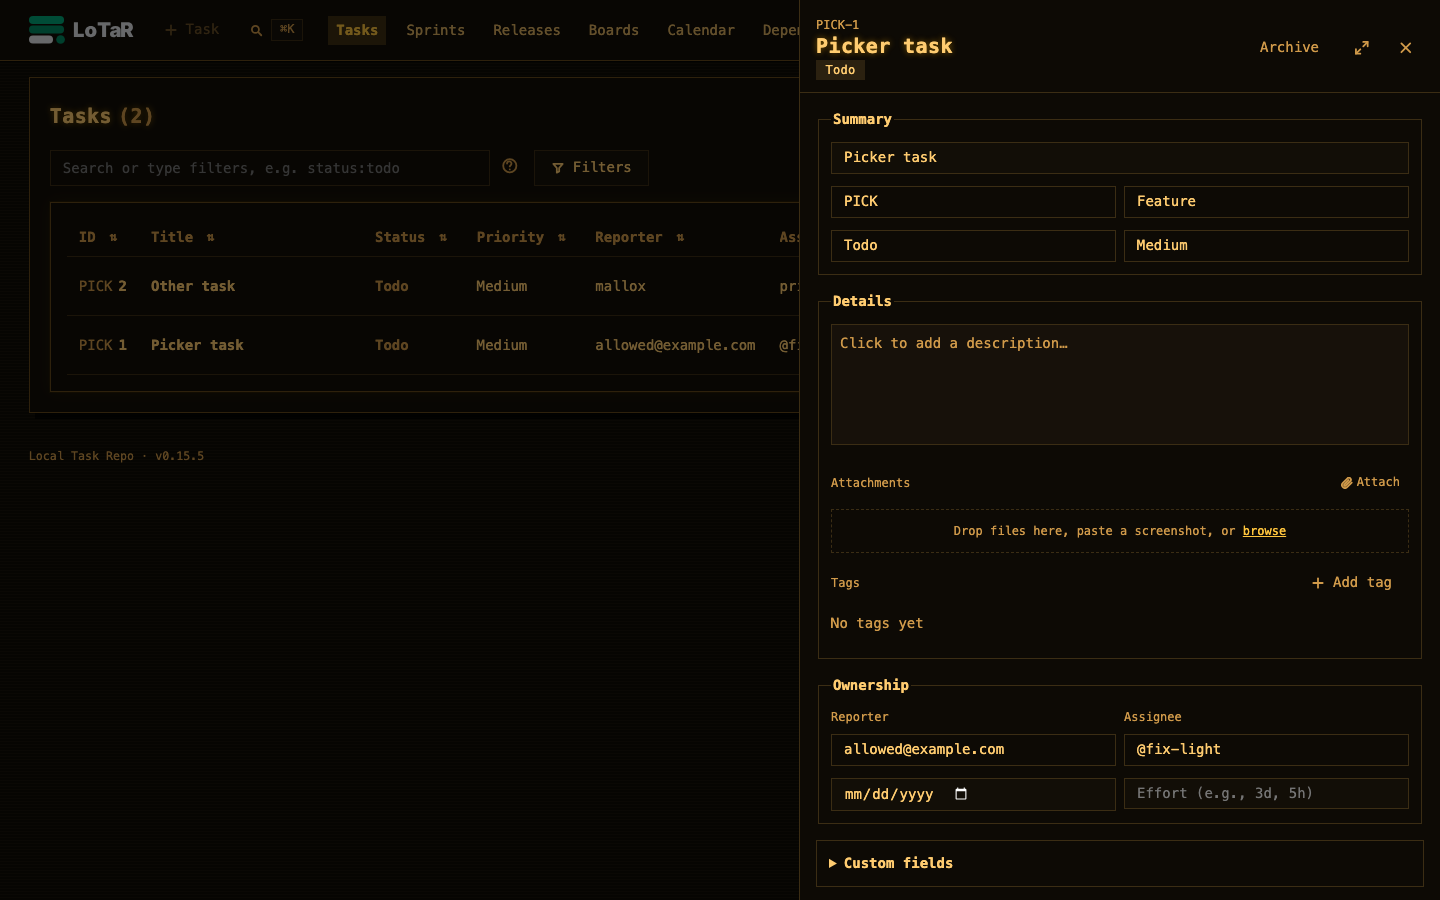 LoTaR
+ Task
⌘K
Tasks
Sprints
Releases
Boards
Calendar
Tasks (2)
Search or type filters, e.g. status:todo
Filters
ID Title Status Priority Reporter
PICK 2 Other task Todo Medium mallox
PICK 1 Picker task Todo Medium allowed@example.com
Local Task Repo · v0.15.5
PICK-1
Picker task
Todo
Archive
Summary
Picker task
PICK
Feature
Todo
Medium
Details
Click to add a description…
Attachments
Attach
Drop files here, paste a screenshot, or browse
Tags
+ Add tag
No tags yet
Ownership
Reporter
Assignee
allowed@example.com
@fix-light
mm/dd/yyyy
Effort (e.g., 3d, 5h)
Custom fields